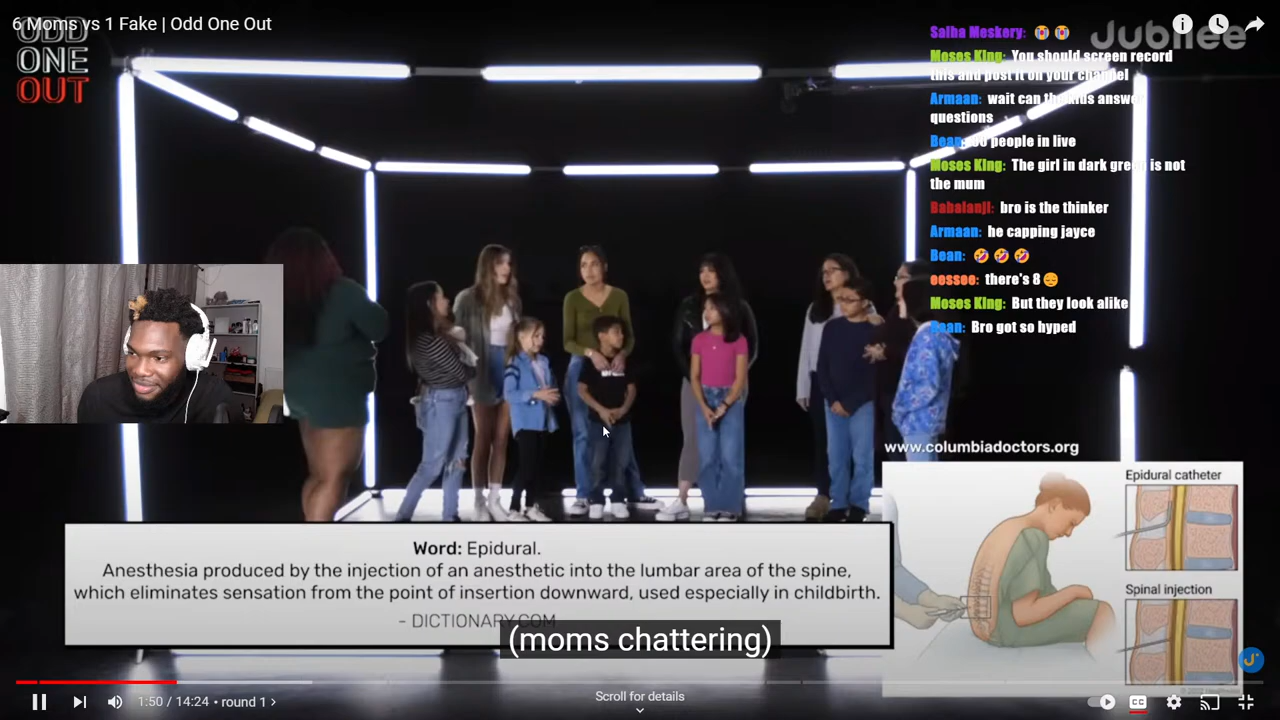 6 Moms vs 1 Fake | Odd One Out
ODD
ONE
OUT
Jubilee
Salha Meskery: 😭 😭
Moses King: You should screen record
this and post it on your channel
Armaan: wait can the kids answer
questions
Bean: people in live
Moses King: The girl in dark green is not
the mum
Babalanji: bro is the thinker
Armaan: he capping jayce
Bean: 🤣 🤣 🤣
oessoe: there's 8 😔
Moses King: But they look alike
Bean: Bro got so hyped
www.columbiadoctors.org
Epidural catheter
Spinal injection
Word: Epidural.
Anesthesia produced by the injection of an anesthetic into the lumbar area of the spine,
which eliminates sensation from the point of insertion downward, used especially in childbirth.
- DICTIONARY.COM
(moms chattering)
1:50 / 14:24 • round 1 >
Scroll for details
CC